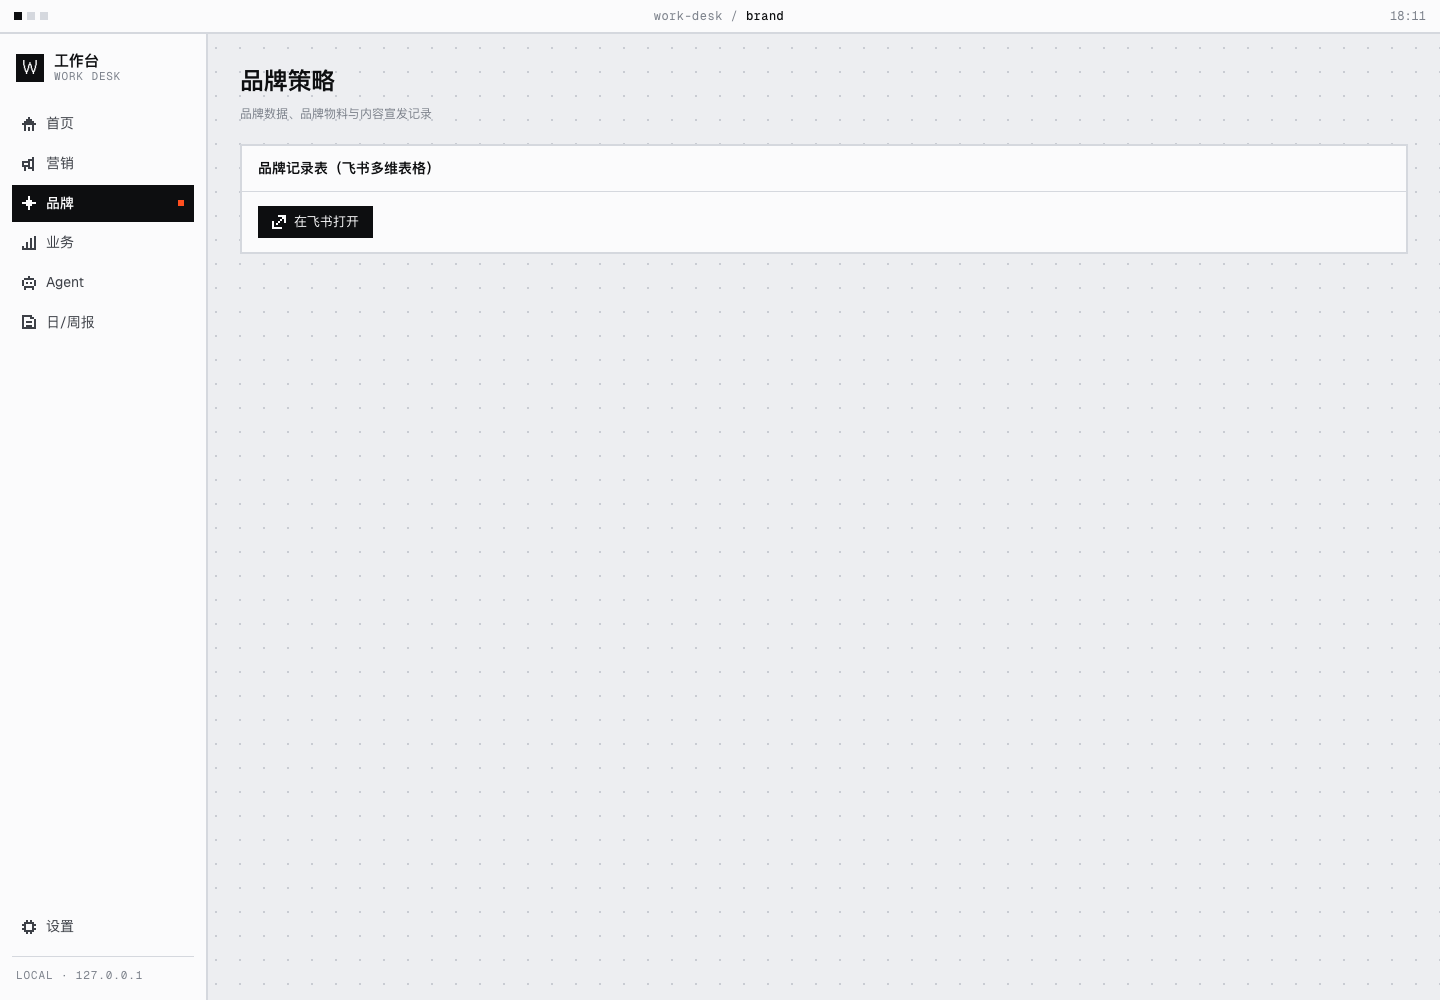 work-desk / brand
18:11
W
工作台
WORK DESK
首页
营销
品牌
业务
Agent
日/周报
设置
LOCAL · 127.0.0.1
品牌策略
品牌数据、品牌物料与内容宣发记录
品牌记录表（飞书多维表格）
在飞书打开